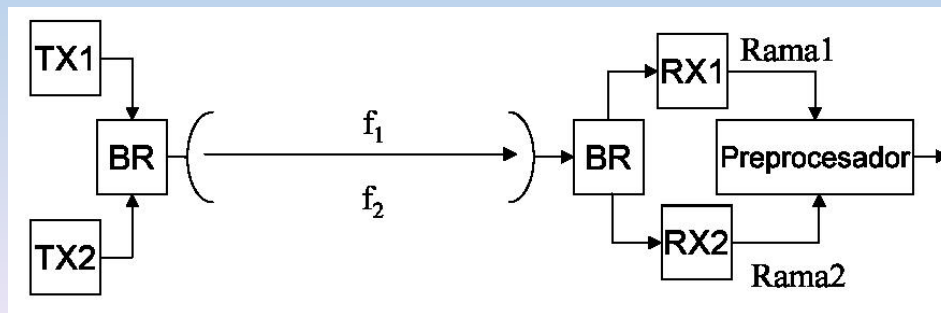 TX1
RX1
Rama1
BR
f₁
f₂
BR
Preprocesador
TX2
RX2
Rama2